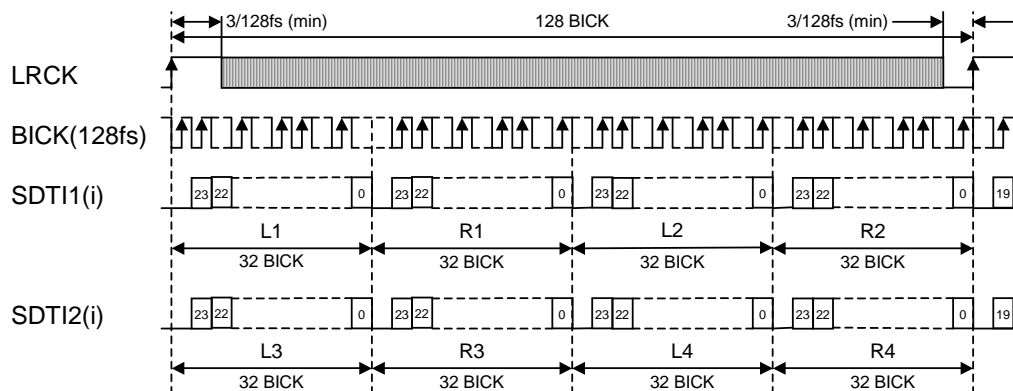 3/128fs (min) 128 BICK 3/128fs (min)
LRCK
BICK(128fs)
SDTI1(i) 23 22 0 23 22 0 23 22 0 23 22 0 19
L1 R1 L2 R2
32 BICK 32 BICK 32 BICK 32 BICK
SDTI2(i) 23 22 0 23 22 0 23 22 0 23 22 0 19
L3 R3 L4 R4
32 BICK 32 BICK 32 BICK 32 BICK